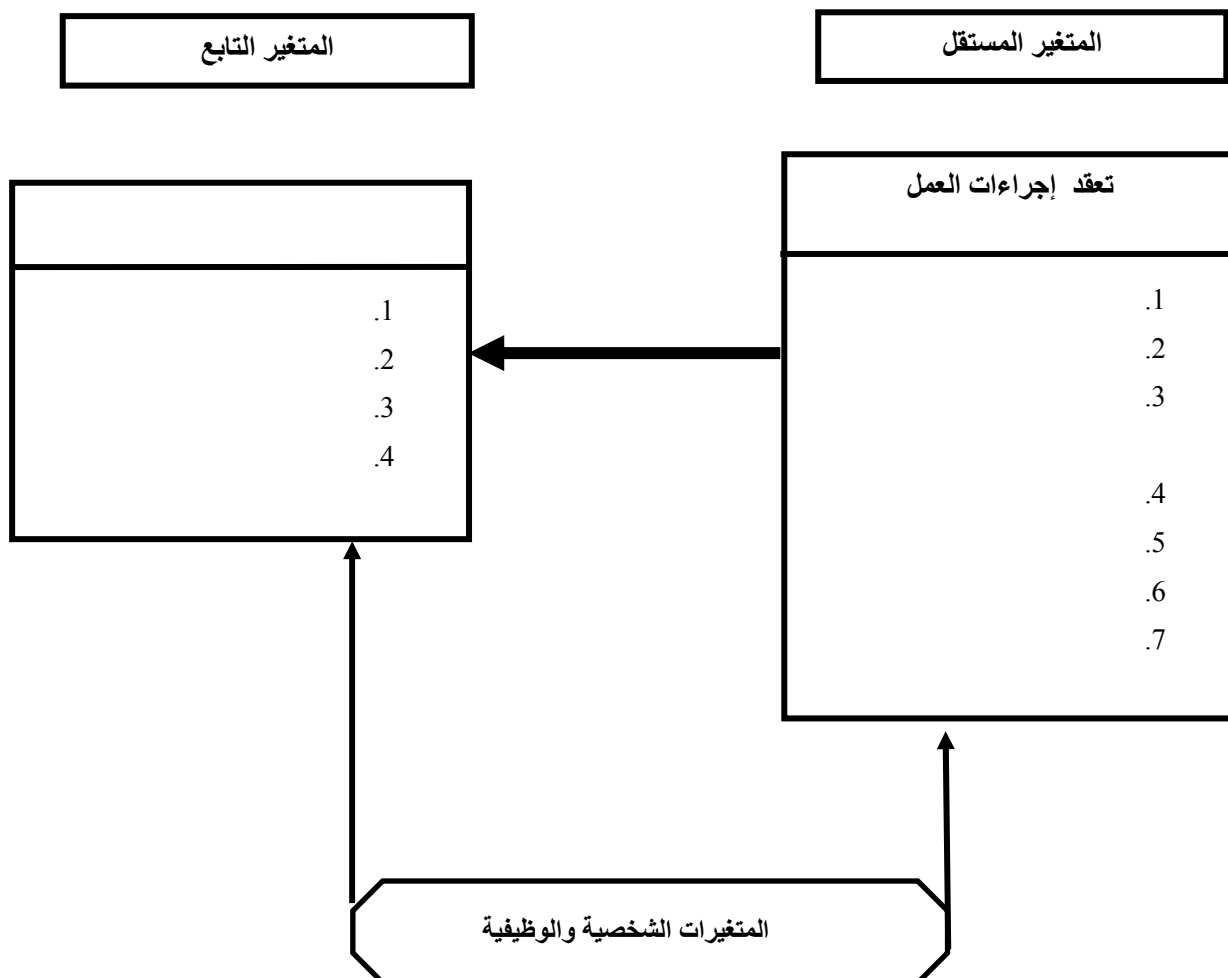 المتغير المستقل
المتغير التابع
تعقد إجراءات العمل
.1
.2
.3
.4
.5
.6
.7
.1
.2
.3
.4
المتغيرات الشخصية والوظيفية